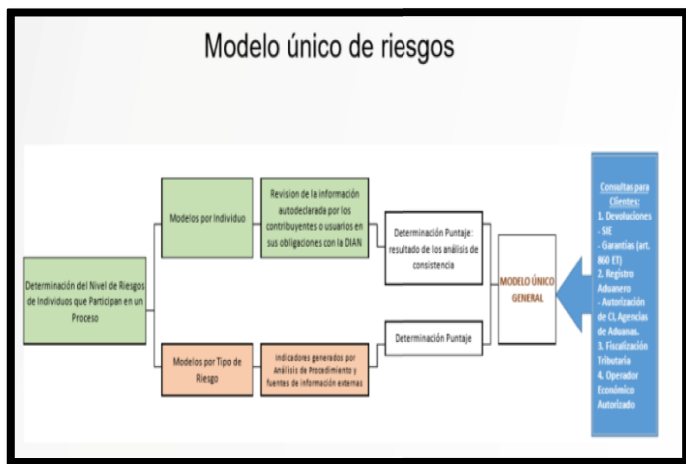 Modelo único de riesgos
Determinación del Nivel de Riesgos
de Individuos que Participan en un
Proceso
Modelos por Individuo
Revision de la información
autodeclarada por los
contribuyentes o usuarios en
sus obligaciones con la DIAN
Determinación Puntaje:
resultado de los análisis de
consistencia
Modelos por Tipo de
Riesgo
Indicadores generados por
Análisis de Procedimiento y
fuentes de información externas
Determinación Puntaje
MODELO ÚNICO
GENERAL
Consultas para
Clientes:
1. Devoluciones
- SIE
- Garantías (art.
860 ET)
2. Registro
Aduanero
- Autorización
de CI, Agencias
de Aduanas.
3. Fiscalización
Tributaria
4. Operador
Económico
Autorizado